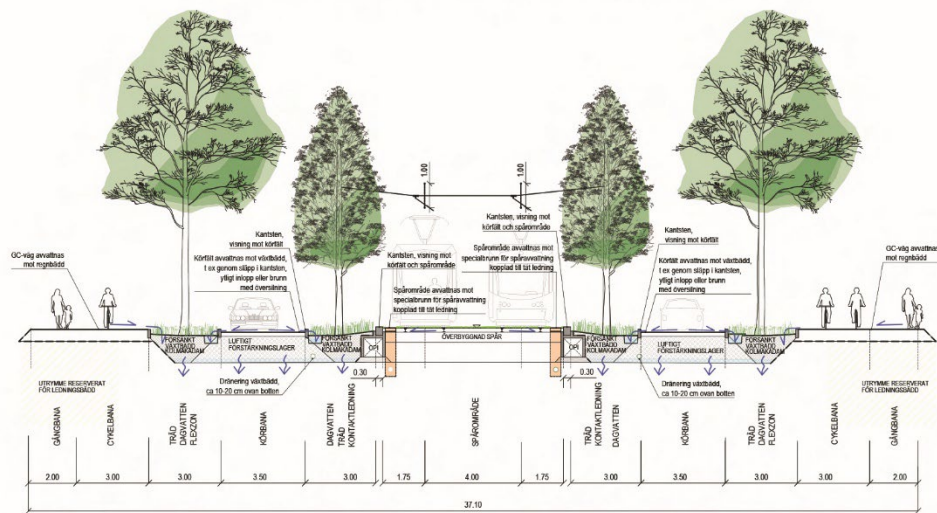 1.00
1.00
Kantsten,
visning mot körfält
Körfält avvattnas mot växtbädd,
t ex genom släpp i kantsten,
ytligt inlopp eller brunn
med översilning
GC-väg avvattnas
mot regnbädd
Kantsten, visning mot
körfält och spårområde
Spårområde avvattnas mot
specialbrunn för spåravvattning
kopplad till tät ledning
Kantsten, visning mot
körfält och spårområde
Spårområde avvattnas mot
specialbrunn för spåravvattning
kopplad till tät ledning
Kantsten,
visning mot körfält
Körfält avvattnas mot växtbädd,
t ex genom släpp i kantsten,
ytligt inlopp eller brunn
med översilning
GC-väg avvattnas
mot regnbädd
FÖRSÄNKT
VÄXTBÄDD
KOLMAKADAM
LUFTIGT
FÖRSTÄRKNINGSLAGER
FÖRSÄNKT
VÄXTBÄDD
KOLMAKADAM
OPI
ÖVERBYGGNAD SPÅR
OPI
FÖRSÄNKT
VÄXTBÄDD
KOLMAKADAM
LUFTIGT
FÖRSTÄRKNINGSLAGER
FÖRSÄNKT
VÄXTBÄDD
KOLMAKADAM
Dränering växtbädd,
ca 10-20 cm ovan botten
0.30
0.30
Dränering växtbädd,
ca 10-20 cm ovan botten
UTRYMME RESERVERAT
FÖR LEDNINGSBÄDD
UTRYMME RESERVERAT
FÖR LEDNINGSBÄDD
GÅNGBANA
CYKELBANA
TRÄD
DAGVATTEN
FLEXZON
KÖRBANA
DAGVATTEN
TRÄD
KONTAKTLEDNING
SPÅROMRÅDE
TRÄD
KONTAKTLEDNING
DAGVATTEN
KÖRBANA
TRÄD
DAGVATTEN
FLEXZON
CYKELBANA
GÅNGBANA
2.00 3.00 3.00 3.50 3.00 1.75 4.00 1.75 3.00 3.50 3.00 3.00 2.00
37.10